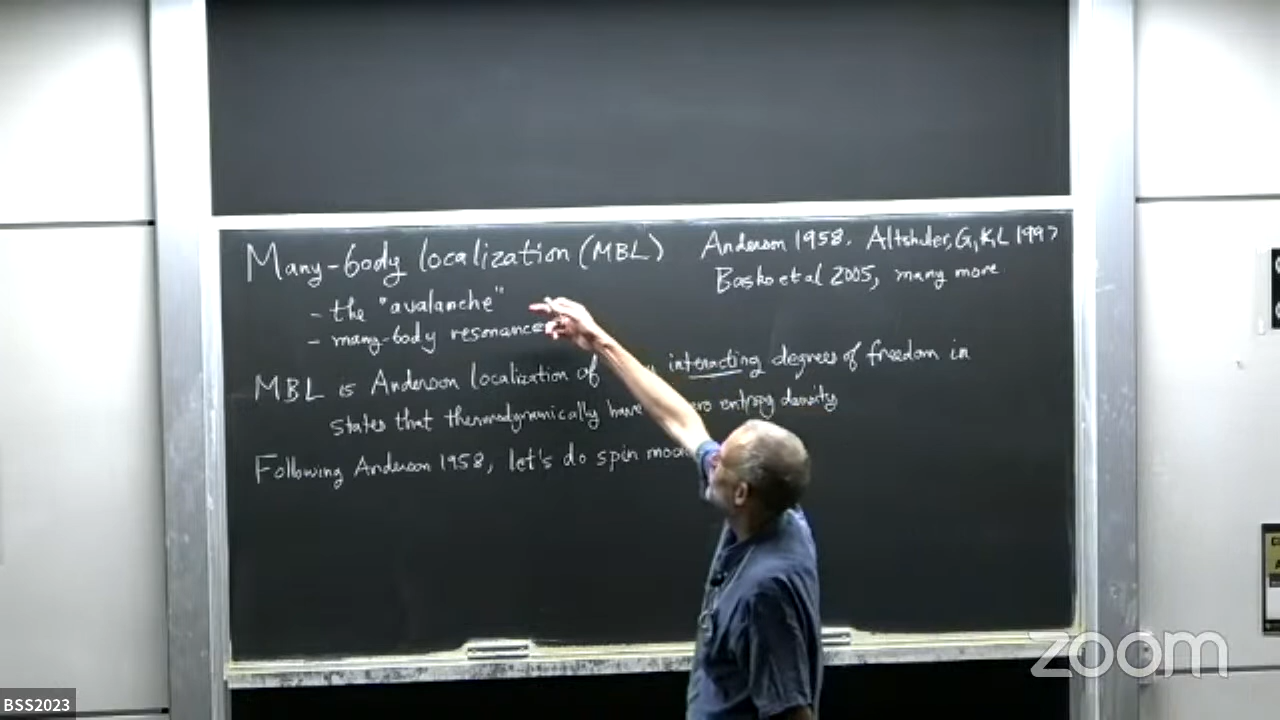 Many-body localization (MBL)
- the "avalanche"
- many-body resonances
Anderson 1958. Altshuler, G, K, L 1997
Basko et al 2005, many more
MBL is Anderson localization of interacting degrees of freedom in
states that thermodynamically have entropy density
Following Anderson 1958, let's do spin
zoom
BSS2023